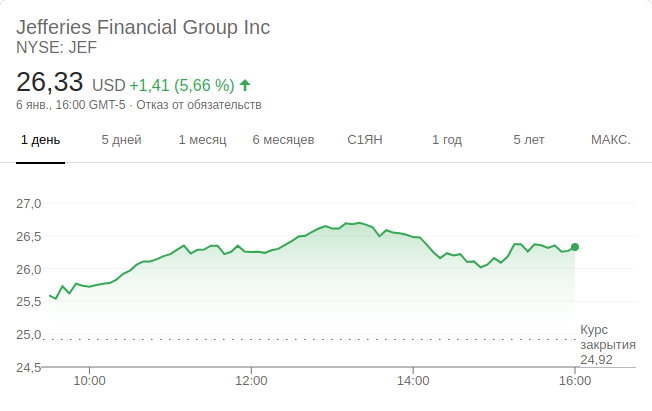 Jefferies Financial Group Inc
NYSE: JEF
26,33 USD +1,41 (5,66 %)
6 янв., 16:00 GMT-5 · Отказ от обязательств
1 день 5 дней 1 месяц 6 месяцев С1ЯН 1 год 5 лет МАКС.
27,0
26,5
26,0
25,5
25,0
24,5
Курс
закрытия
24,92
10:00 12:00 14:00 16:00